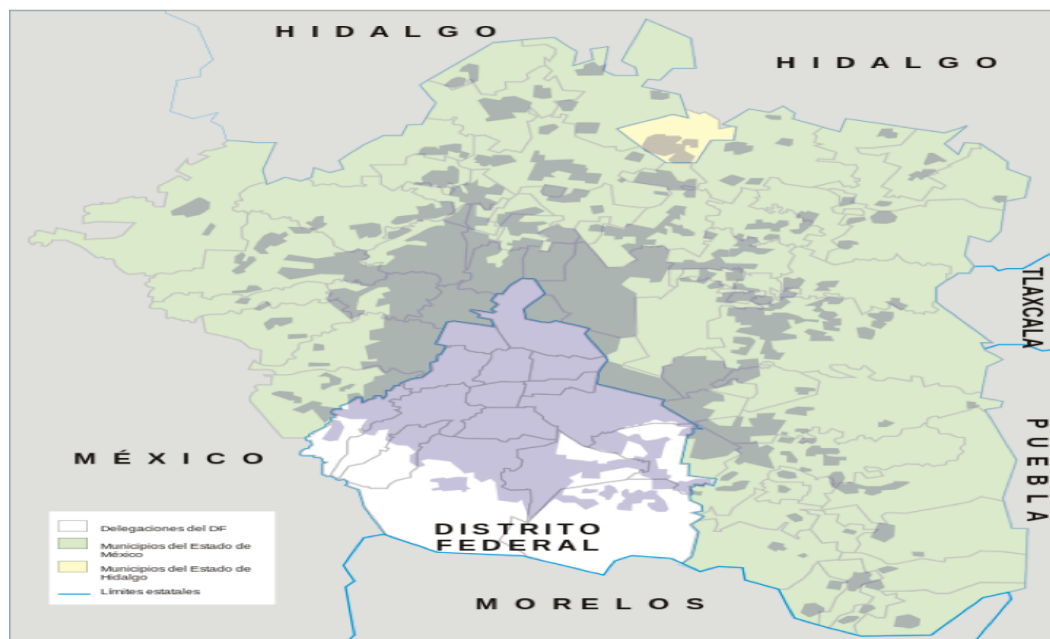 HIDALGO
HIDALGO
TLAXCALA
PUEBLA
MÉXICO
DISTRITO
FEDERAL
MORELOS
Delegaciones del DF
Municipios del Estado de
México
Municipios del Estado de
Hidalgo
Límites estatales